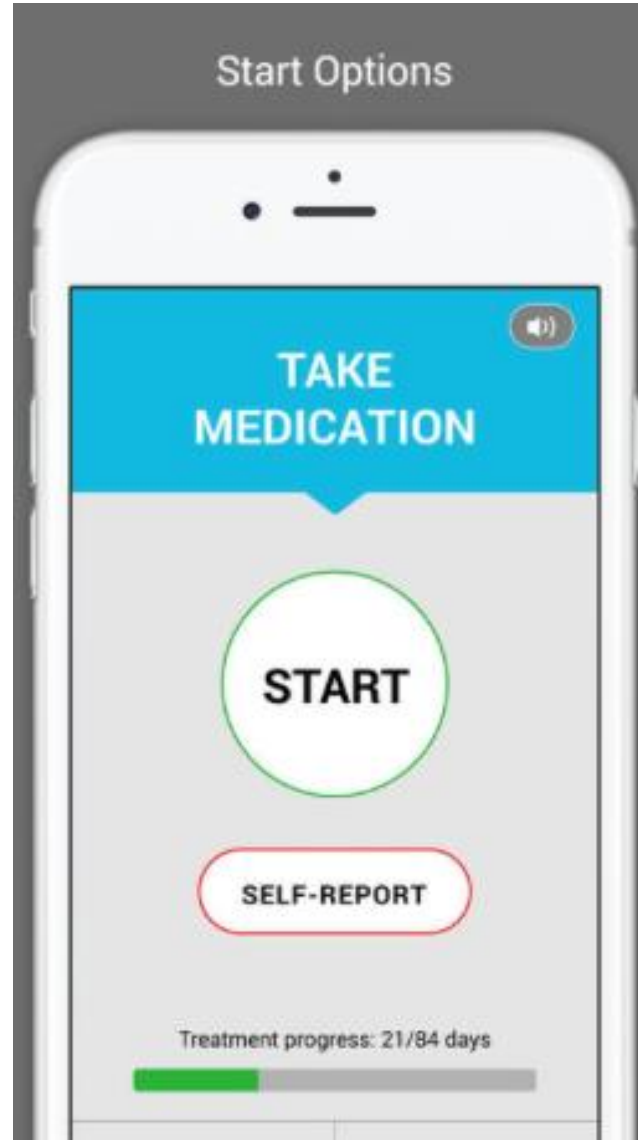 Start Options
TAKE
MEDICATION
START
SELF-REPORT
Treatment progress: 21/84 days